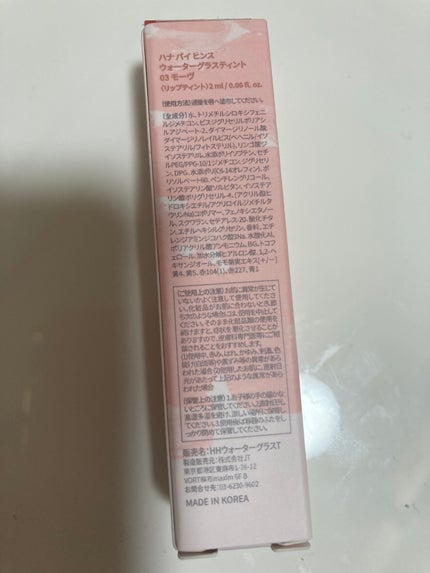 ハナ バイ ヒンス
ウォーターグラスティント
03 モーヴ
〈リップティント〉2 ml / 0.06 fl. oz.
【使用方法】適量を唇へ塗布してください。
【全成分】水、トリメチルシロキシフェニ
ルジメチコン、ビスジグリセリルポリアシル
アジペート-2、ダイマージリノール酸
ダイマージリノレイルビス(ベヘニル/イソ
ステアリル/フィトステリル)、リンゴ酸ジ
イソステアリル、水添ポリイソブテン、セチ
ルPEG/PPG-10/1ジメチコン、ジグリセリ
ン、DPG、水添ポリ(C6-14オレフィン)、ポ
リソルベート60、ペンチレングリコール、
イソステアリン酸ソルビタン、イソステア
リン酸ポリグリセリル-4、(アクリル酸ヒ
ドロキシエチル/アクリロイルジメチルタ
ウリンNa)コポリマー、フェノキシエタノー
ル、スクワラン、セテアレス-20、酸化チタ
ン、エチルヘキシルグリセリン、香料、エチ
レンジアミンジコハク酸3Na、水酸化Al、
ポリアクリル酸アンモニウム、BG、トコフ
ェロール、加水分解ヒアルロン酸、1,2-ヘ
キサンジオール、モモ果実エキス、[+/-]
黄4、黄5、赤104(1)、赤227、青1
【ご使用上の注意】お肌に異常が生じて
いないかよく注意して使用してください。
化粧品がお肌に合わないとき、即
ち次のような場合には、使用を中止して
ください。そのまま化粧品類の使用を
続けますと、症状を悪化させることが
ありますので、皮膚科専門医等にご相
談されることをおすすめします。
(1)使用中、赤み、はれ、かゆみ、刺激、色
抜け(白斑等)や黒ずみ等の異常があら
われた場合 (2)使用したお肌に、直射日
光があたって上記のような異常があら
われた場合
【保管上の注意】1.お子様の手の届かな
いところに保管してください。2.直射日光、
高温多湿を避け、涼しい場所に保管して
ください。3.使用後は容器のふたをし
っかり閉めて保管してください。
販売名：HHウォーターグラスT
製造販売元：株式会社JT
東京都港区東麻布1-26-12
VORT麻布maxim 6F B
お問合せ先：03-6230-9602
MADE IN KOREA